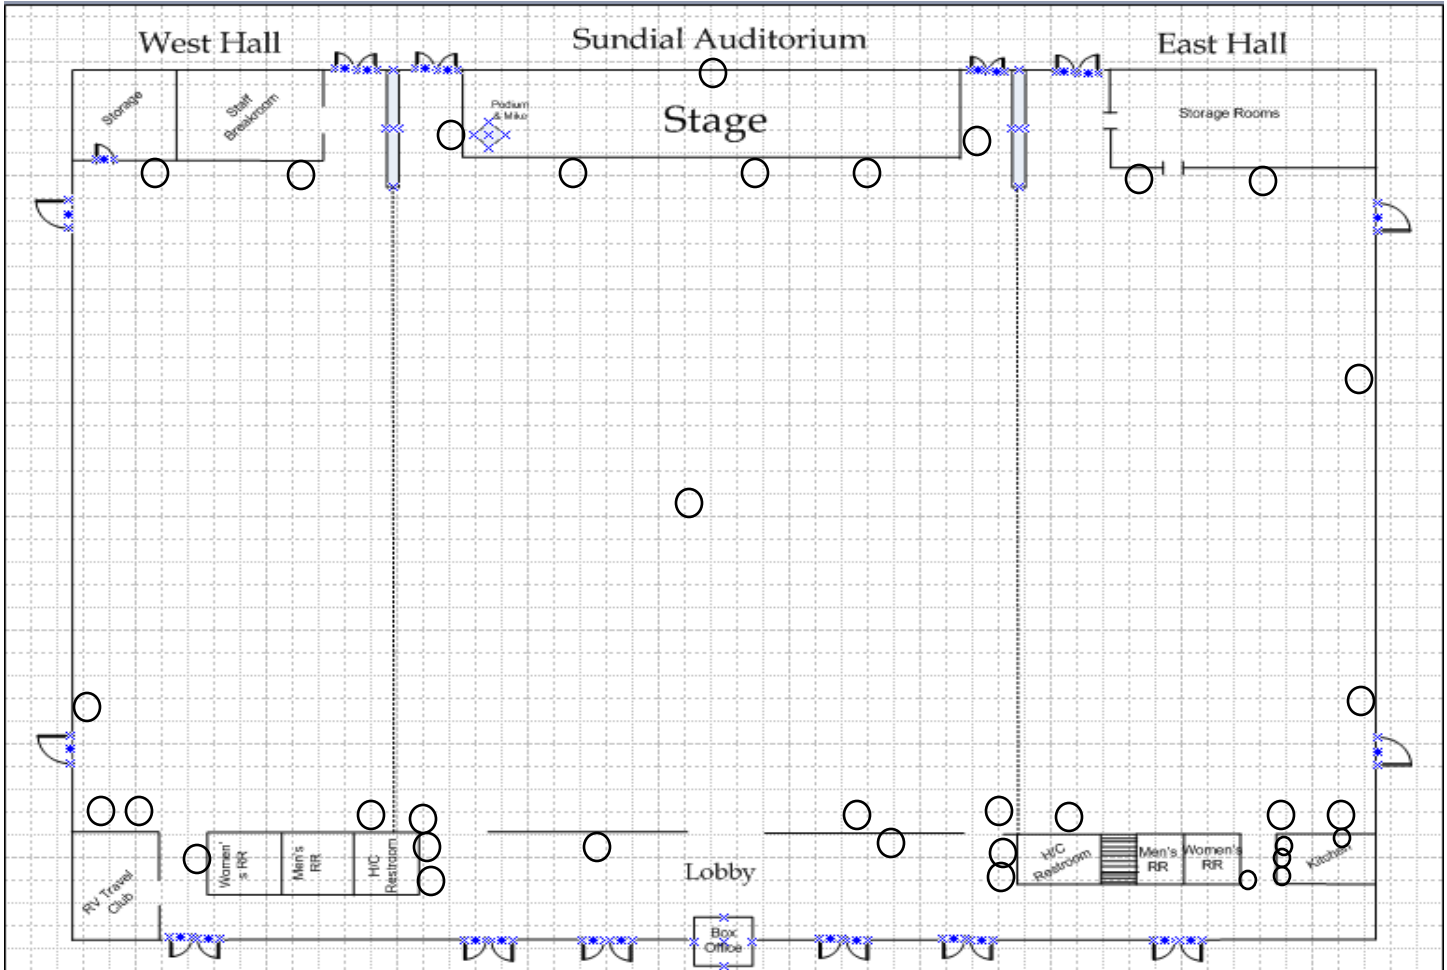 West Hall
Sundial Auditorium
East Hall
Storage
Staff
Breakroom
Podium
& Mike
Stage
Storage Rooms
RV Travel
Club
Women'
s RR
Men's
RR
H/C
Restroom
Lobby
Box
Office
H/C
Restroom
Men's
RR
Women's
RR
Kitchen